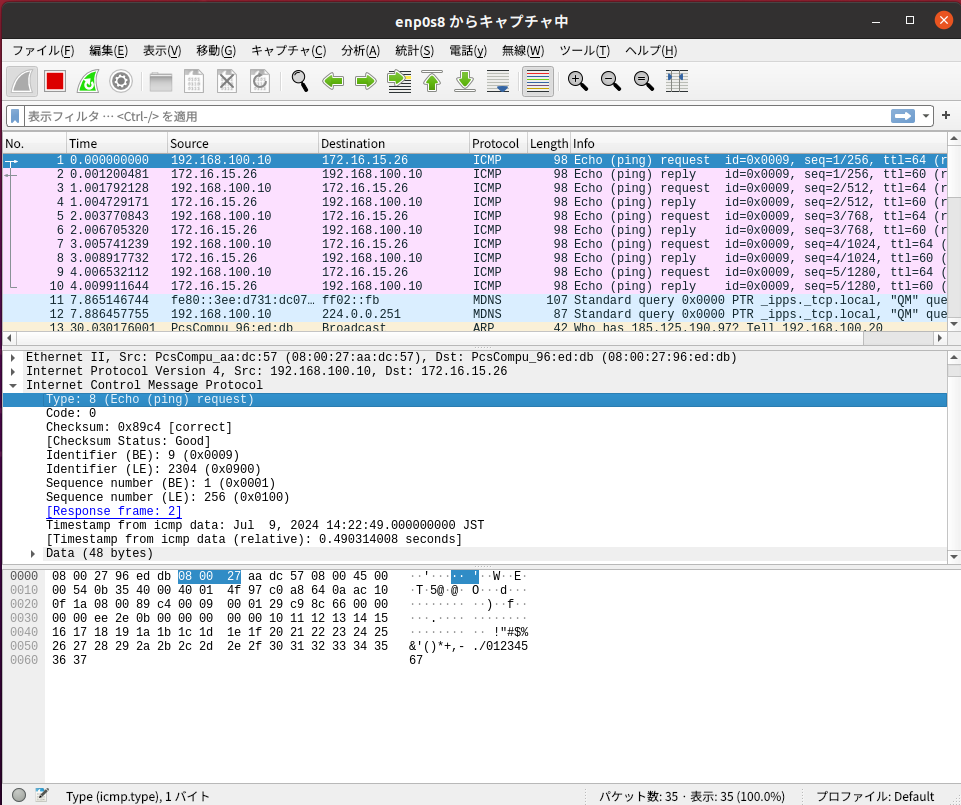 enp0s8 からキャプチャ中
ファイル(F) 編集(E) 表示(V) 移動(G) キャプチャ(C) 分析(A) 統計(S) 電話(y) 無線(W) ツール(T) ヘルプ(H)
表示フィルタ … <Ctrl-/> を適用
No. Time Source Destination Protocol Length Info
1 0.000000000 192.168.100.10 172.16.15.26 ICMP 98 Echo (ping) request id=0x0009, seq=1/256, ttl=64 (r
2 0.001200481 172.16.15.26 192.168.100.10 ICMP 98 Echo (ping) reply id=0x0009, seq=1/256, ttl=60 (r
3 1.001792128 192.168.100.10 172.16.15.26 ICMP 98 Echo (ping) request id=0x0009, seq=2/512, ttl=64 (r
4 1.004729171 172.16.15.26 192.168.100.10 ICMP 98 Echo (ping) reply id=0x0009, seq=2/512, ttl=60 (r
5 2.003770843 192.168.100.10 172.16.15.26 ICMP 98 Echo (ping) request id=0x0009, seq=3/768, ttl=64 (r
6 2.006705320 172.16.15.26 192.168.100.10 ICMP 98 Echo (ping) reply id=0x0009, seq=3/768, ttl=60 (r
7 3.005741239 192.168.100.10 172.16.15.26 ICMP 98 Echo (ping) request id=0x0009, seq=4/1024, ttl=64 (
8 3.008917732 172.16.15.26 192.168.100.10 ICMP 98 Echo (ping) reply id=0x0009, seq=4/1024, ttl=60 (
9 4.006532112 192.168.100.10 172.16.15.26 ICMP 98 Echo (ping) request id=0x0009, seq=5/1280, ttl=64 (
10 4.009911644 172.16.15.26 192.168.100.10 ICMP 98 Echo (ping) reply id=0x0009, seq=5/1280, ttl=60 (
11 7.865146744 fe80::3ee:d731:dc07… ff02::fb MDNS 107 Standard query 0x0000 PTR _ipps._tcp.local, "QM" que
12 7.886457755 192.168.100.10 224.0.0.251 MDNS 87 Standard query 0x0000 PTR _ipps._tcp.local, "QM" que
13 30.030176001 PcsCompu_96:ed:db Broadcast ARP 42 Who has 185.125.190.97? Tell 192.168.100.20
Ethernet II, Src: PcsCompu_aa:dc:57 (08:00:27:aa:dc:57), Dst: PcsCompu_96:ed:db (08:00:27:96:ed:db)
Internet Protocol Version 4, Src: 192.168.100.10, Dst: 172.16.15.26
Internet Control Message Protocol
Type: 8 (Echo (ping) request)
Code: 0
Checksum: 0x89c4 [correct]
[Checksum Status: Good]
Identifier (BE): 9 (0x0009)
Identifier (LE): 2304 (0x0900)
Sequence number (BE): 1 (0x0001)
Sequence number (LE): 256 (0x0100)
[Response frame: 2]
Timestamp from icmp data: Jul  9, 2024 14:22:49.000000000 JST
[Timestamp from icmp data (relative): 0.490314008 seconds]
Data (48 bytes)
0000 08 00 27 96 ed db 08 00 27 aa dc 57 08 00 45 00 ··'····· '··W··E·
0010 00 54 0b 35 40 00 40 01 4f 97 c0 a8 64 0a ac 10 ·T·5@·@· O···d···
0020 0f 1a 08 00 89 c4 00 09 00 01 29 c9 8c 66 00 00 ········ ··)··f··
0030 00 00 ee 2e 0b 00 00 00 00 00 10 11 12 13 14 15 ···.···· ········
0040 16 17 18 19 1a 1b 1c 1d 1e 1f 20 21 22 23 24 25 ········ ·· !"#$%
0050 26 27 28 29 2a 2b 2c 2d 2e 2f 30 31 32 33 34 35 &'()*+,- ./012345
0060 36 37 67
Type (icmp.type), 1 バイト パケット数: 35 · 表示: 35 (100.0%) プロファイル: Default